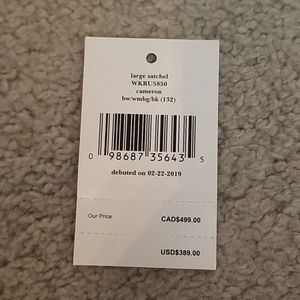 large satchel
WKRU5850
cameron
bw/wmbg/bk (132)
0 98687 35643 5
debuted on 02-22-2019
Our Price CAD$499.00
USD$389.00